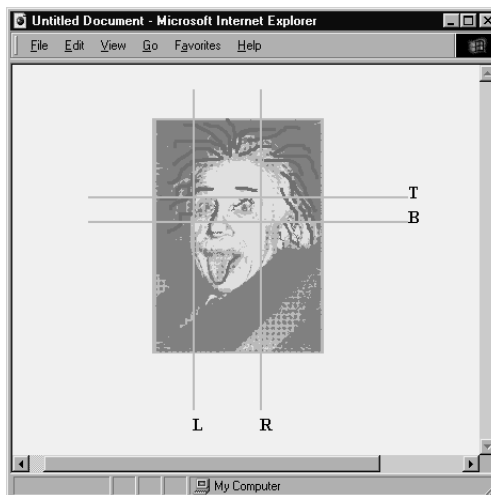 Untitled Document - Microsoft Internet Explorer
File Edit View Go Favorites Help
T
B
L R
My Computer